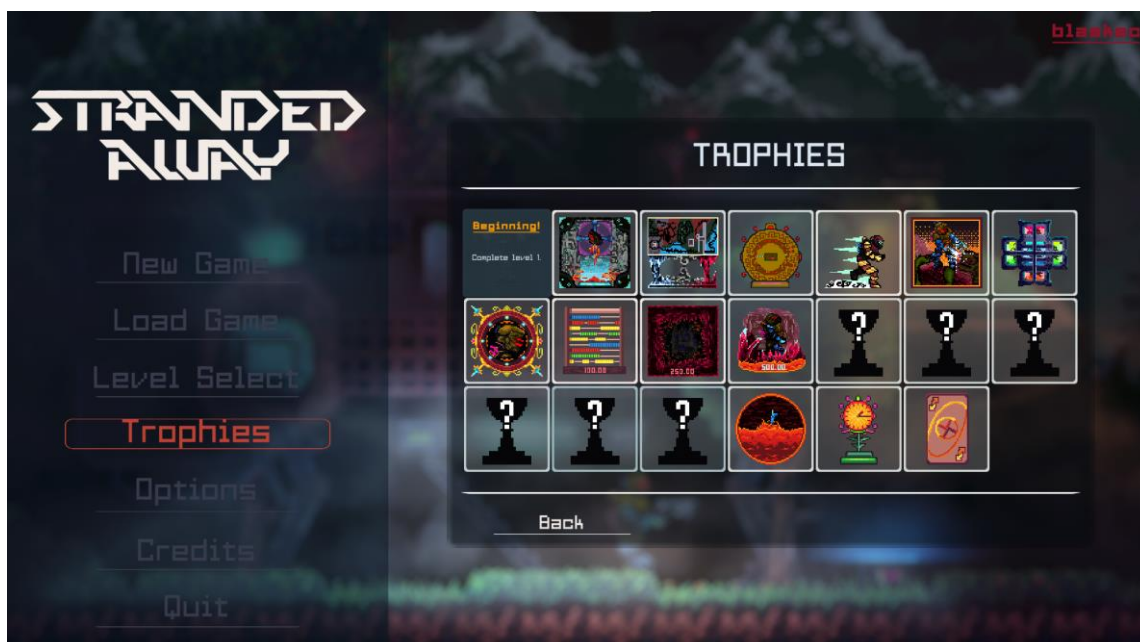 STRANDED
AWAY
New Game
Load Game
Level Select
Trophies
Options
Credits
Quit
TROPHIES
Beginning!
Complete level 1.
100.00
250.00
500.00
?
?
?
?
?
?
Back